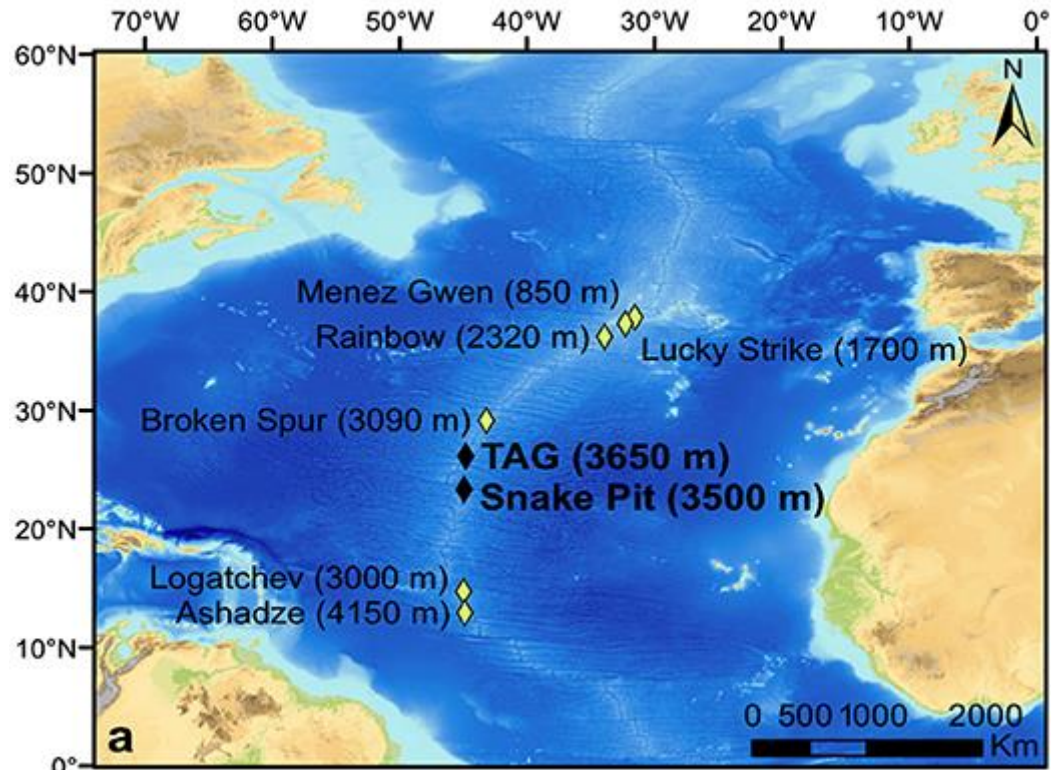 70°W 60°W 50°W 40°W 30°W 20°W 10°W 0°
60°N
N
50°N
40°N
Menez Gwen (850 m)
Rainbow (2320 m)
Lucky Strike (1700 m)
30°N
Broken Spur (3090 m)
TAG (3650 m)
Snake Pit (3500 m)
20°N
Logatchev (3000 m)
Ashadze (4150 m)
10°N
0 500 1000 2000
Km
a
0°